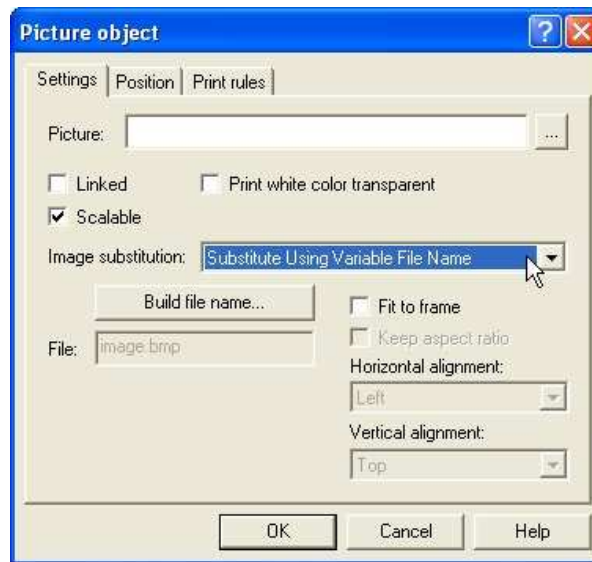 Picture object
Settings Position Print rules
Picture: ...
Linked Print white color transparent
Scalable
Image substitution: Substitute Using Variable File Name
Build file name... Fit to frame
Keep aspect ratio
File: image.bmp
Horizontal alignment:
Left
Vertical alignment:
Top
OK Cancel Help